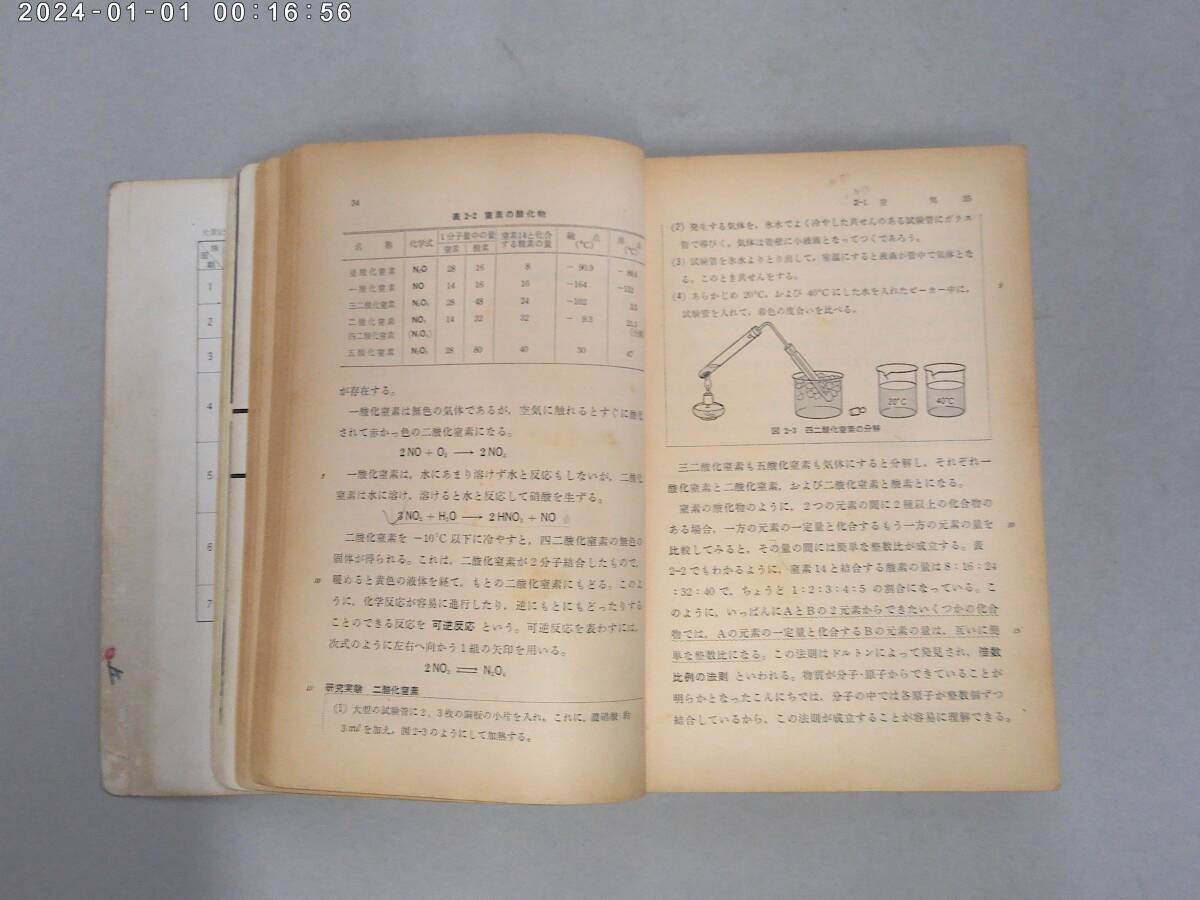 2024-01-01 00:16:56
34
表2-2 窒素の酸化物
名 称 化学式 1分子量中の量 窒素14と化合する酸素の量 融点(℃) 沸点(℃)
窒素 酸素
亜酸化窒素 N₂O 28 16 8 −90.9
一酸化窒素 NO 14 16 16 −164
三二酸化窒素 N₂O₃ 28 48 24 −102 3.5
二酸化窒素 NO₂ 14 32 32 −9.3
四二酸化窒素 (N₂O₄)
五酸化窒素 N₂O₅ 28 80 40 30 47
が存在する。
一酸化窒素は無色の気体であるが，空気に触れるとすぐに酸化
されて赤かっ色の二酸化窒素になる。
2NO + O₂ ⟶ 2NO₂
5 一酸化窒素は，水にあまり溶けず水と反応もしないが，二酸化
窒素は水に溶け，溶けると水と反応して硝酸を生ずる。
3NO₂ + H₂O ⟶ 2HNO₃ + NO
二酸化窒素を −10℃ 以下に冷やすと，四二酸化窒素の無色の
個体が得られる。これは，二酸化窒素が2分子結合したもので，
10 暖めると黄色の液体を経て，もとの二酸化窒素にもどる。このよ
うに，化学反応が容易に進行したり，逆にもとにもどったりする
ことのできる反応を 可逆反応 という。可逆反応を表わすには，
次式のように左右へ向かう1組の矢印を用いる。
2NO₂ ⇌ N₂O₄
15 研究実験 二酸化窒素
(1) 大型の試験管に2，3枚の銅板の小片を入れ，これに，濃硝酸 約
3mlを加え，図2-3のようにして加熱する。
2-1. 空 気 35
(2) 発生する気体を，氷水でよく冷やした共せんのある試験管にガラス
管で導びく。気体は管壁に小液滴となってつくであろう。
(3) 試験管を氷水よりとり出して，室温にすると液滴が管中で気体とな
る。このとき共せんをする。
(4) あらかじめ 20℃，および 40℃にした水を入れたビーカー中に，
試験管を入れて，着色の度合いを比べる。
5
20℃ 40℃
図 2-3 四二酸化窒素の分解
三二酸化窒素も五酸化窒素も気体にすると分解し，それぞれ一
酸化窒素と二酸化窒素，および二酸化窒素と酸素とになる。
窒素の酸化物のように，2つの元素の間に2種以上の化合物の
ある場合，一方の元素の一定量と化合するもう一方の元素の量を 10
比較してみると，その量の間には簡単な整数比が成立する。表
2-2でもわかるように，窒素14と結合する酸素の量は8：16：24
：32：40で，ちょうど 1：2：3：4：5 の割合になっている。こ
のように，いっぱんにAとBの2元素からできたいくつかの化合
物では，Aの元素の一定量と化合するBの元素の量は，互いに簡 15
単な整数比になる。この法則はドルトンによって発見され，倍数
比例の法則 といわれる。物質が分子・原子からできていることが
明らかとなったこんにちでは，分子の中では各原子が整数個ずつ
結合しているから，この法則が成立することが容易に理解できる。
1
2
3
4
5
6
7